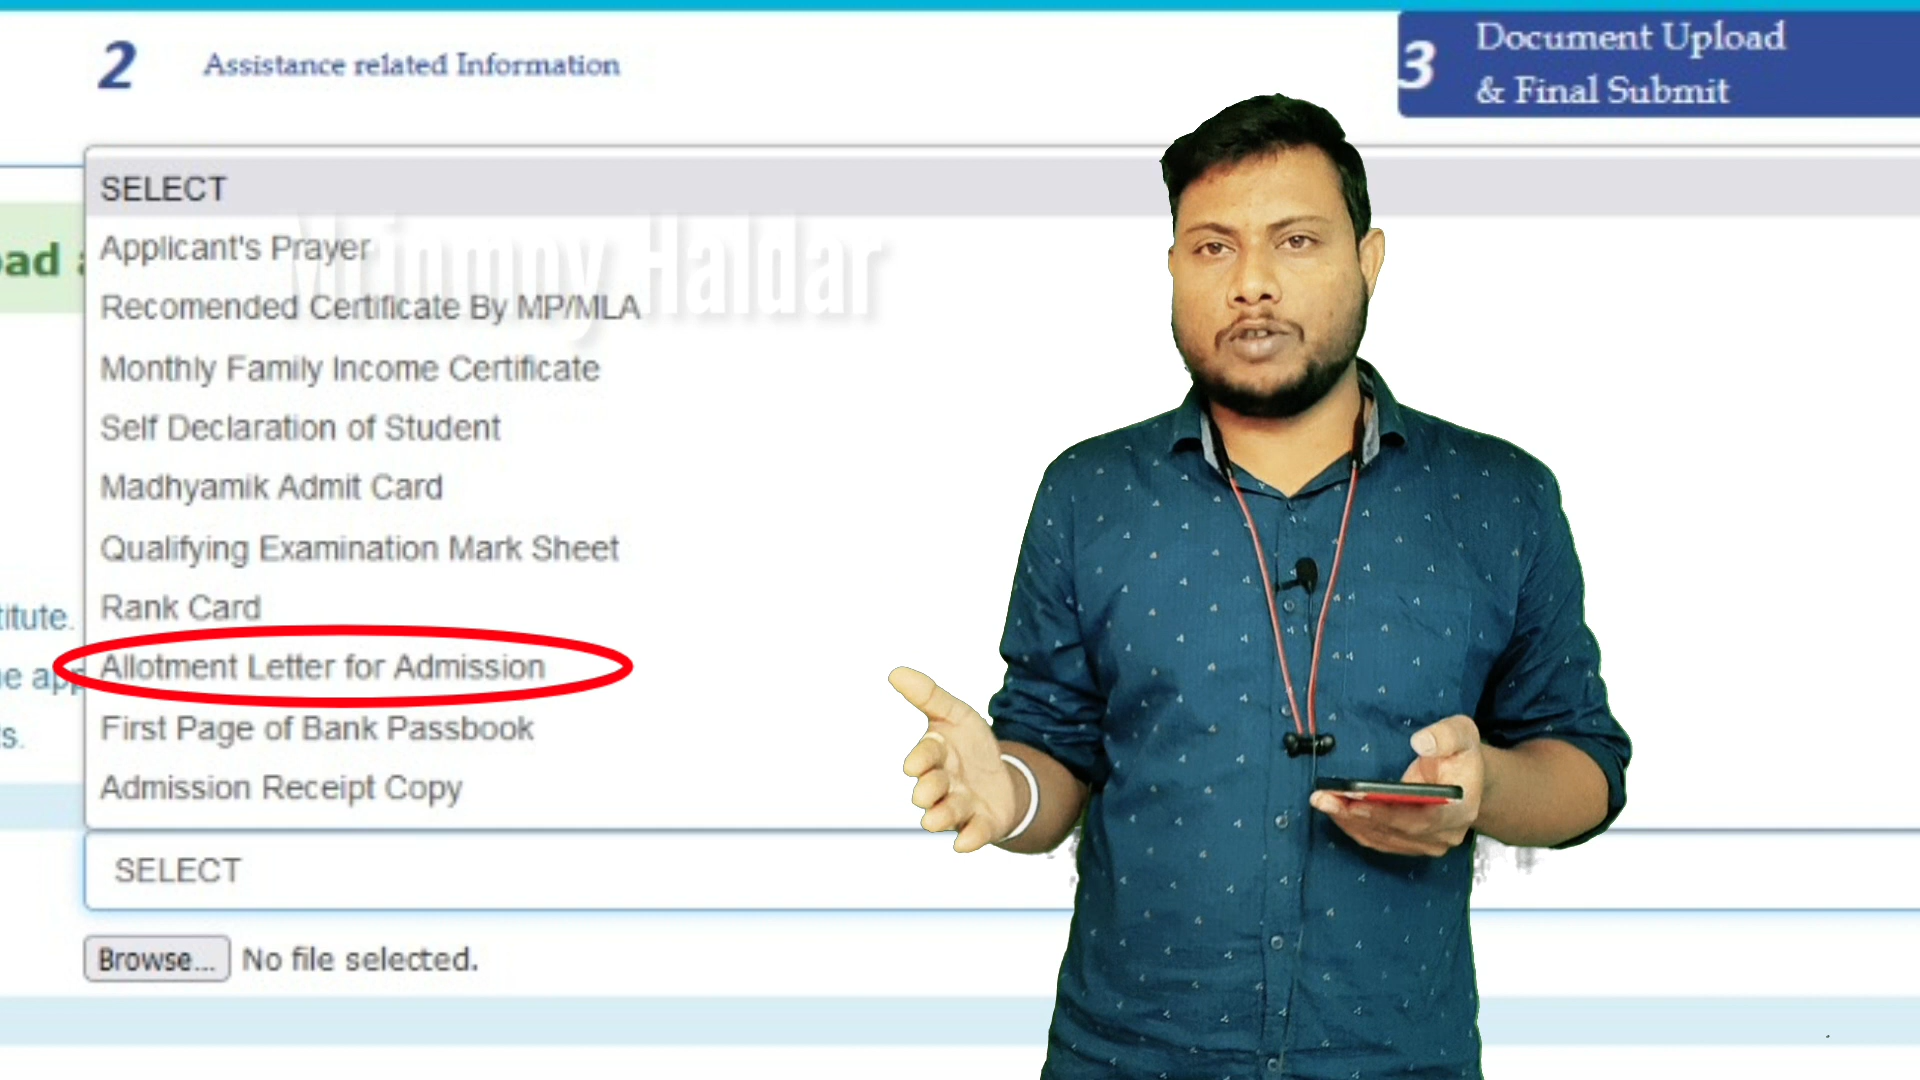 2
Assistance related Information
3
Document Upload
& Final Submit
SELECT
Applicant's Prayer
Recomended Certificate By MP/MLA
Monthly Family Income Certificate
Self Declaration of Student
Madhyamik Admit Card
Qualifying Examination Mark Sheet
Rank Card
Allotment Letter for Admission
First Page of Bank Passbook
Admission Receipt Copy
SELECT
Browse... No file selected.
Haldar